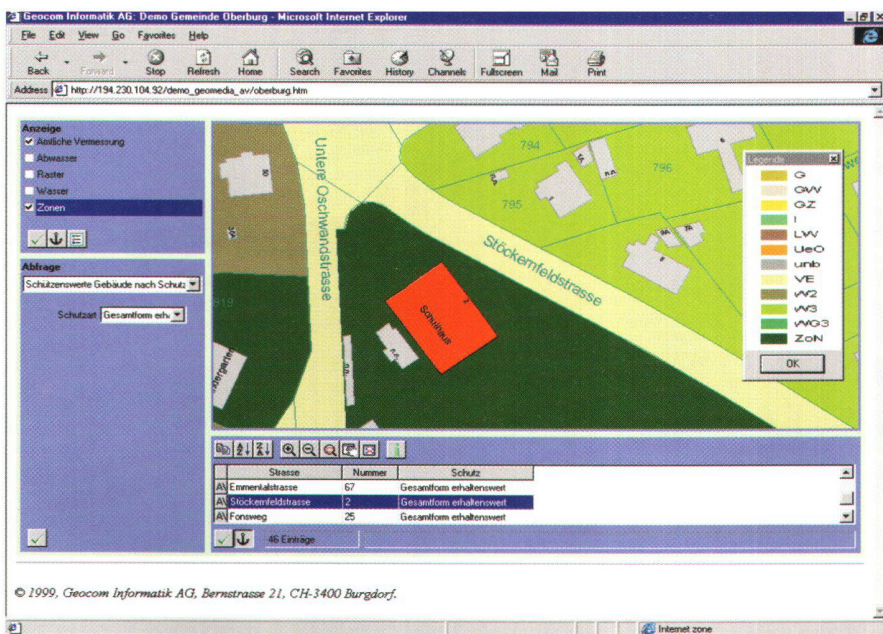 Geocom Informatik AG: Demo Gemeinde Oberburg - Microsoft Internet Explorer
File Edit View Go Favorites Help
Back Forward Stop Refresh Home Search Favorites History Channels Fullscreen Mail Print
Address http://194.230.104.92/demo_geomedia_av/oberburg.htm
Anzeige
Amtliche Vermessung
Abwasser
Raster
Wasser
Zonen
Abfrage
Schützenswerte Gebäude nach Schutz
Schutzart Gesamtform erh
Untere Oschwandstrasse
Stöckernfeldstrasse
794
795
796
819
Schulhaus
2
Legende
G
GW
GZ
I
LW
UeO
unb
VE
W2
W3
WG3
ZoN
OK
Strasse Nummer Schutz
AV Emmentalstrasse 67 Gesamtform erhaltenswert
AV Stöckernfeldstrasse 2 Gesamtform erhaltenswert
AV Fonsweg 25 Gesamtform erhaltenswert
46 Einträge
© 1999, Geocom Informatik AG, Bernstrasse 21, CH-3400 Burgdorf.
Internet zone